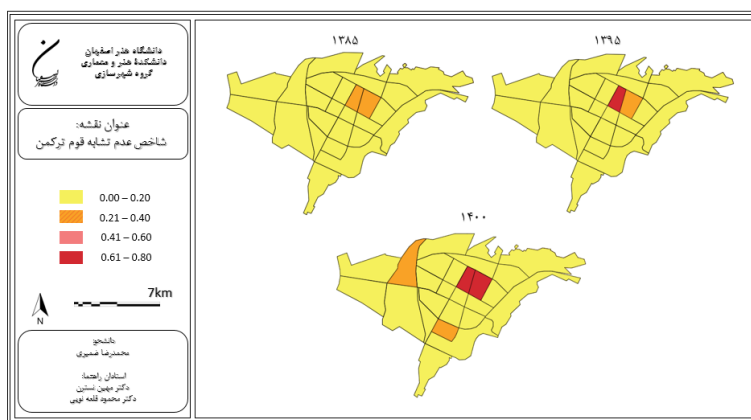 دانشگاه هنر اصفهان
دانشکدهٔ هنر و معماری
گروه شهرسازی
عنوان نقشه:
شاخص عدم تشابه قوم ترکمن
0.00 – 0.20
0.21 – 0.40
0.41 – 0.60
0.61 – 0.80
7km
N
دانشجو:
محمدرضا ضمیری
استادان راهنما:
دکتر مهین نسترن
دکتر محمود قلعه نویی
۱۳۸۵
۱۳۹۵
۱۴۰۰